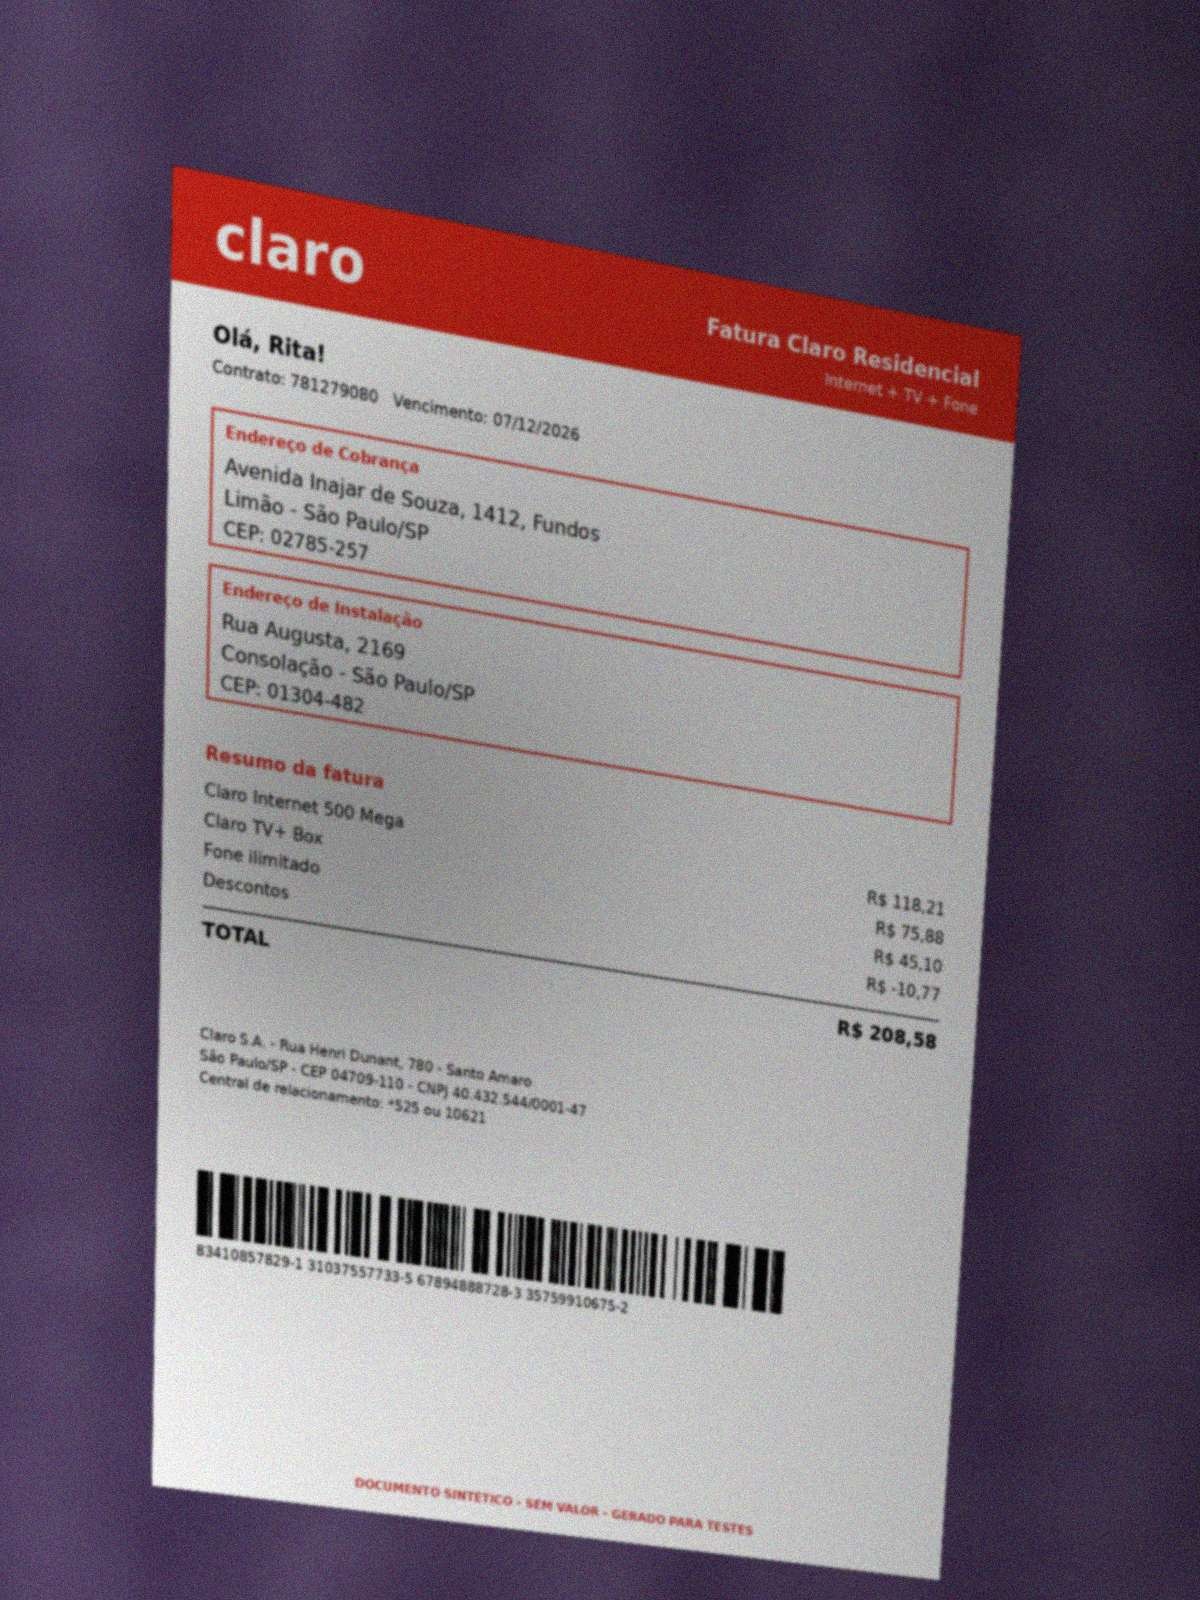 claro
Fatura Claro Residencial
Internet + TV + Fone
Olá, Rita!
Contrato: 781279080 Vencimento: 07/12/2026
Endereço de Cobrança
Avenida Inajar de Souza, 1412, Fundos
Limão - São Paulo/SP
CEP: 02785-257
Endereço de Instalação
Rua Augusta, 2169
Consolação - São Paulo/SP
CEP: 01304-482
Resumo da fatura
Claro Internet 500 Mega R$ 118,21
Claro TV+ Box R$ 75,88
Fone ilimitado R$ 45,10
Descontos R$ -10,77
TOTAL R$ 208,58
Claro S.A. - Rua Henri Dunant, 780 - Santo Amaro
São Paulo/SP - CEP 04709-110 - CNPJ 40.432.544/0001-47
Central de relacionamento: *525 ou 10621
83410857829-1 31037557733-5 67894888728-3 35759910675-2
DOCUMENTO SINTETICO - SEM VALOR - GERADO PARA TESTES